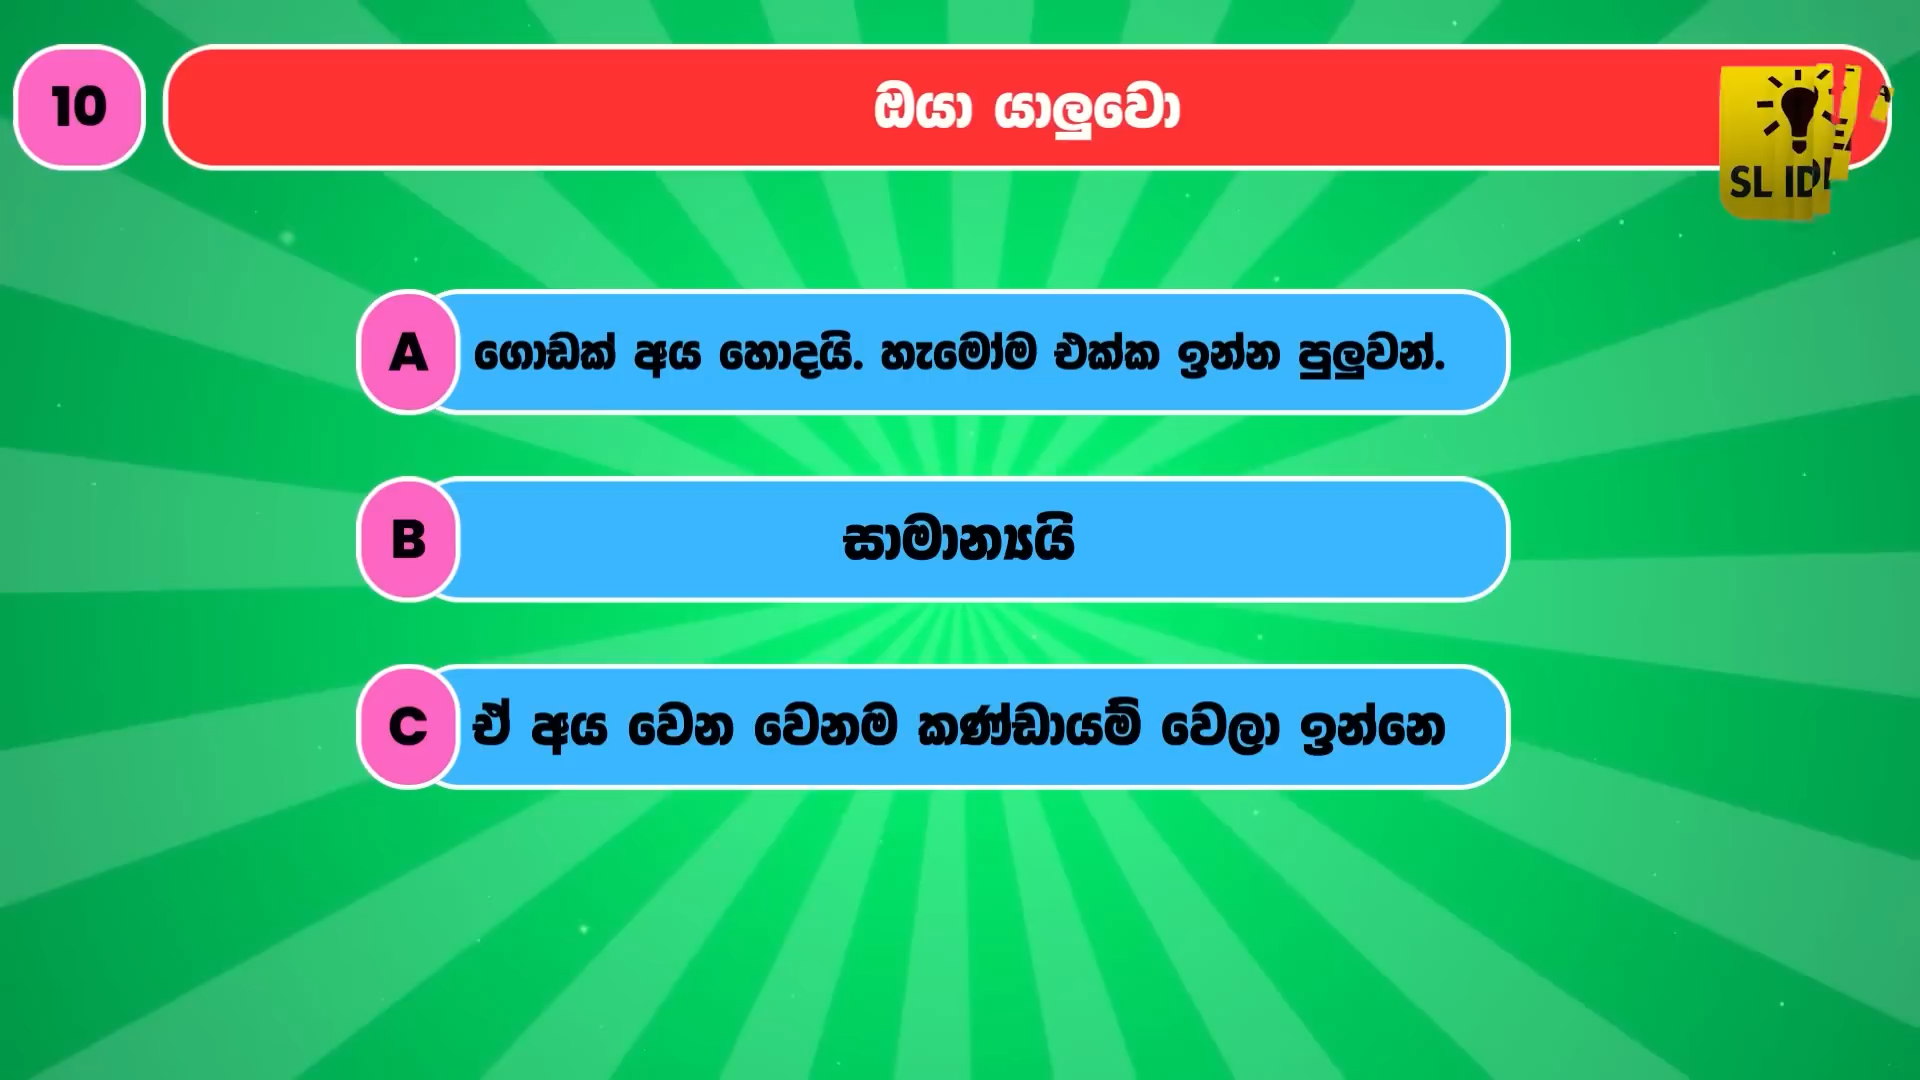 10
ඔයා යාලුවො
SL ID
A
ගොඩක් අය හොදයි. හැමෝම එක්ක ඉන්න පුලුවන්.
B
සාමාන්‍යයි
C
ඒ අය වෙන වෙනම කණ්ඩායම් වෙලා ඉන්නෙ